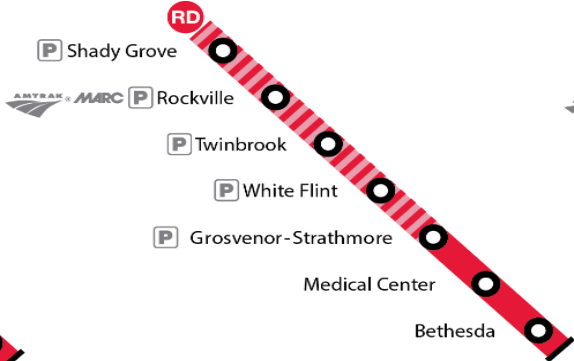 RD
P Shady Grove
AMTRAK MARC P Rockville
P Twinbrook
P White Flint
P Grosvenor-Strathmore
Medical Center
Bethesda